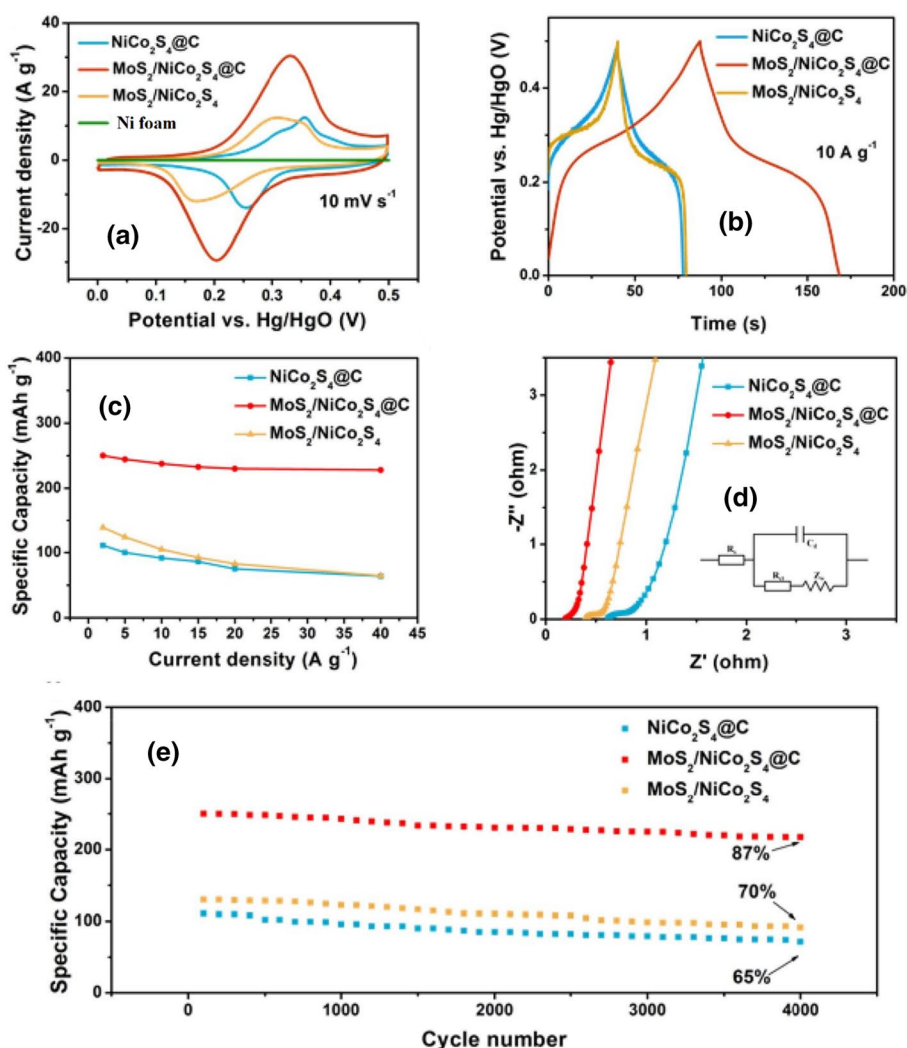 40
20
0
-20
Current density (A g⁻¹)
NiCo₂S₄@C
MoS₂/NiCo₂S₄@C
MoS₂/NiCo₂S₄
Ni foam
10 mV s⁻¹
(a)
0.0 0.1 0.2 0.3 0.4 0.5
Potential vs. Hg/HgO (V)
0.4
0.2
0.0
Potential vs. Hg/HgO (V)
NiCo₂S₄@C
MoS₂/NiCo₂S₄@C
MoS₂/NiCo₂S₄
10 A g⁻¹
(b)
0 50 100 150 200
Time (s)
400
300
200
100
0
Specific Capacity (mAh g⁻¹)
(c)
NiCo₂S₄@C
MoS₂/NiCo₂S₄@C
MoS₂/NiCo₂S₄
0 5 10 15 20 25 30 35 40 45
Current density (A g⁻¹)
3
2
1
0
-Z'' (ohm)
NiCo₂S₄@C
MoS₂/NiCo₂S₄@C
MoS₂/NiCo₂S₄
(d)
0 1 2 3
Z' (ohm)
400
300
200
100
0
Specific Capacity (mAh g⁻¹)
(e)
NiCo₂S₄@C
MoS₂/NiCo₂S₄@C
MoS₂/NiCo₂S₄
87%
70%
65%
0 1000 2000 3000 4000
Cycle number